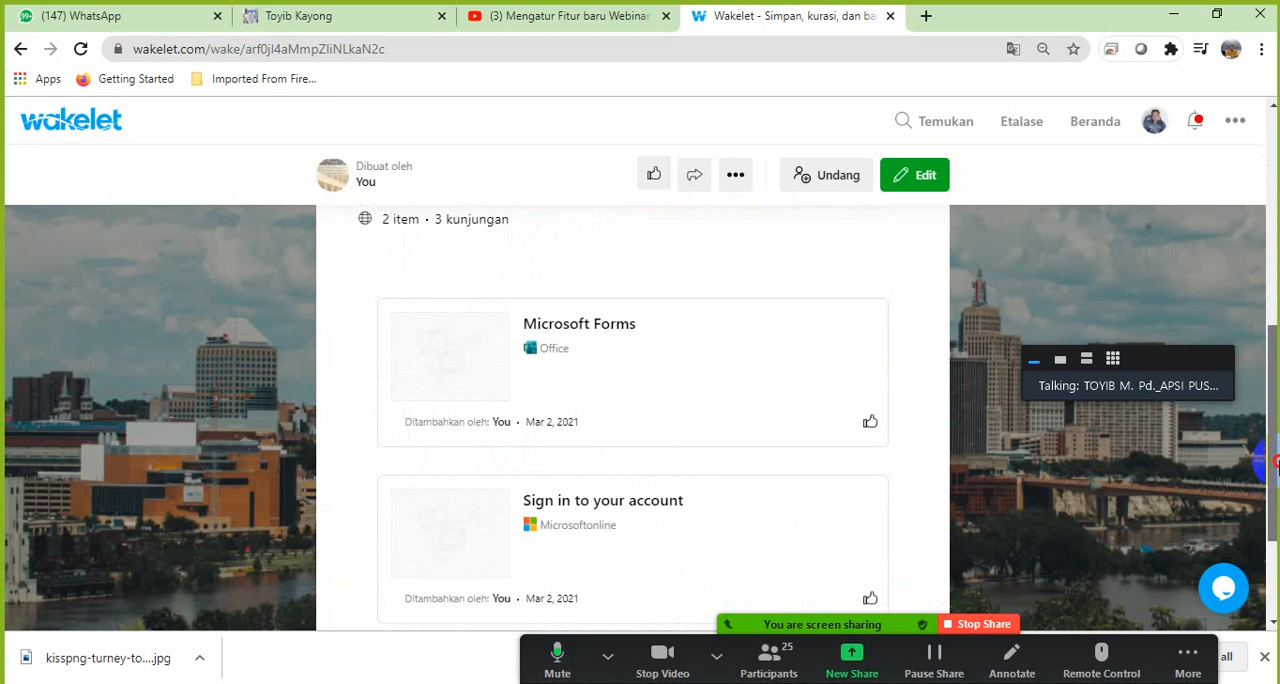 (147) WhatsApp
Toyib Kayong
(3) Mengatur Fitur baru Webinar
Wakelet - Simpan, kurasi, dan ba
wakelet.com/wake/arf0jl4aMmpZIiNLkaN2c
Apps
Getting Started
Imported From Fire...
wakelet
Temukan
Etalase
Beranda
Dibuat oleh
You
Undang
Edit
2 item • 3 kunjungan
Microsoft Forms
Office
Ditambahkan oleh: You • Mar 2, 2021
Talking: TOYIB M. Pd._APSI PUS...
Sign in to your account
Microsoftonline
Ditambahkan oleh: You • Mar 2, 2021
You are screen sharing
Stop Share
kisspng-turney-to....jpg
Mute
Stop Video
25
Participants
New Share
Pause Share
Annotate
Remote Control
More
all